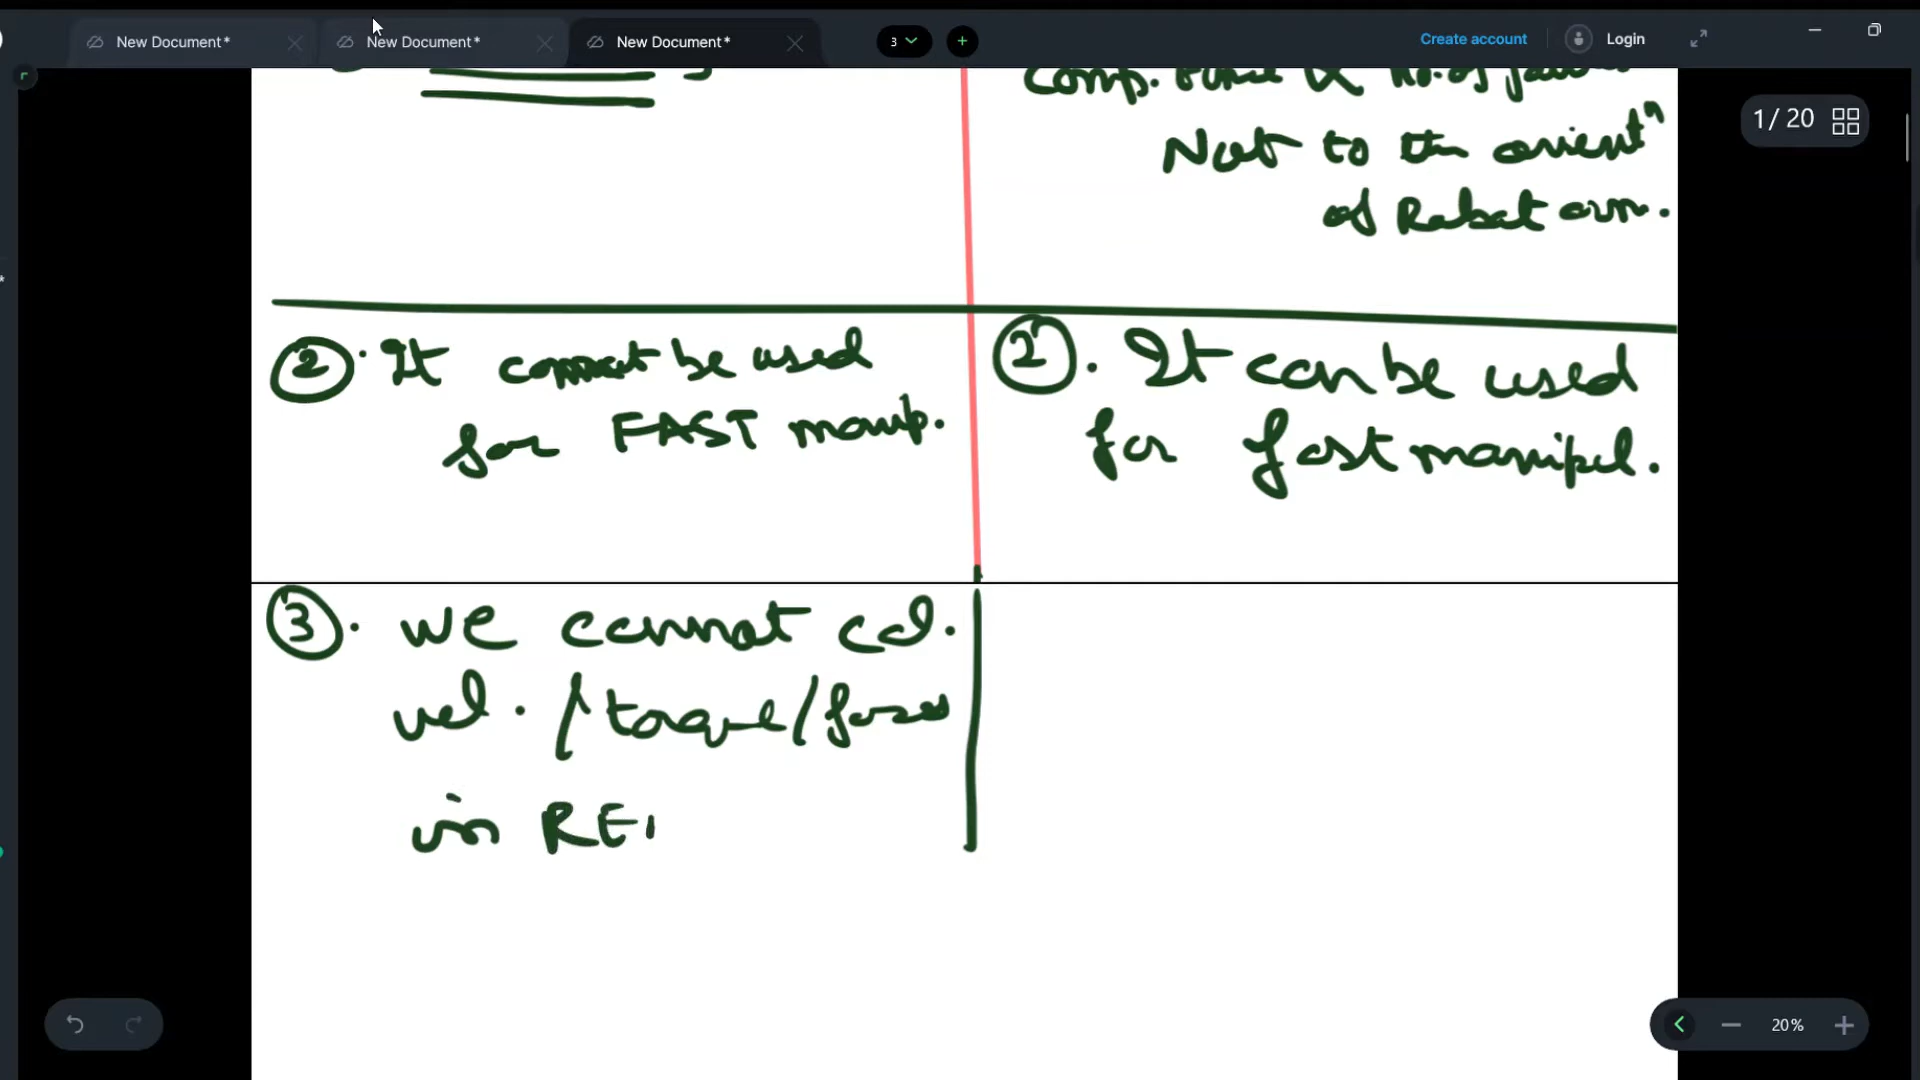 New Document*
New Document*
New Document*
3
Create account
Login
1 / 20
Not to the orientⁿ
of Robot arm.
2. It cannot be used
for FAST manip.
2. It can be used
for fast manipul.
3. we cannot cal.
vel. / torque / forces
in RE
20%